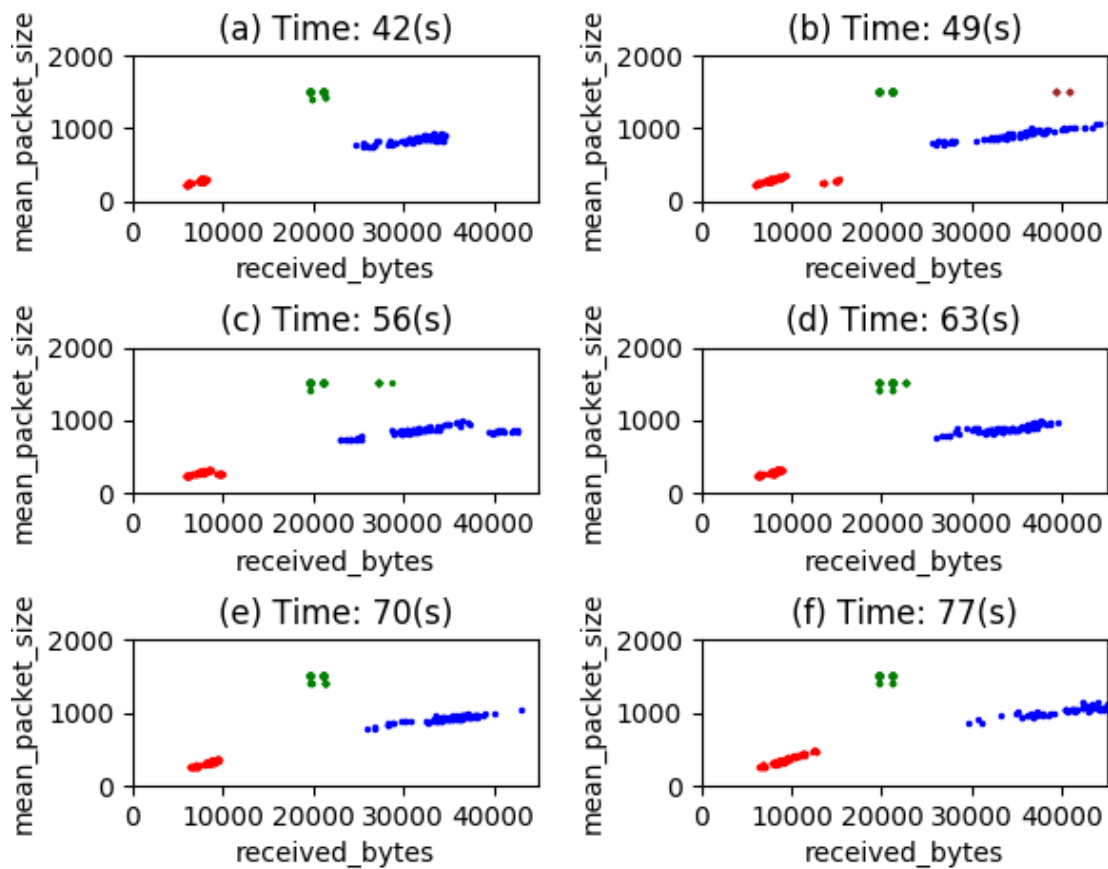 (a) Time: 42(s)
mean_packet_size
2000
1000
0
0 10000 20000 30000 40000
received_bytes
(b) Time: 49(s)
mean_packet_size
2000
1000
0
0 10000 20000 30000 40000
received_bytes
(c) Time: 56(s)
mean_packet_size
2000
1000
0
0 10000 20000 30000 40000
received_bytes
(d) Time: 63(s)
mean_packet_size
2000
1000
0
0 10000 20000 30000 40000
received_bytes
(e) Time: 70(s)
mean_packet_size
2000
1000
0
0 10000 20000 30000 40000
received_bytes
(f) Time: 77(s)
mean_packet_size
2000
1000
0
0 10000 20000 30000 40000
received_bytes